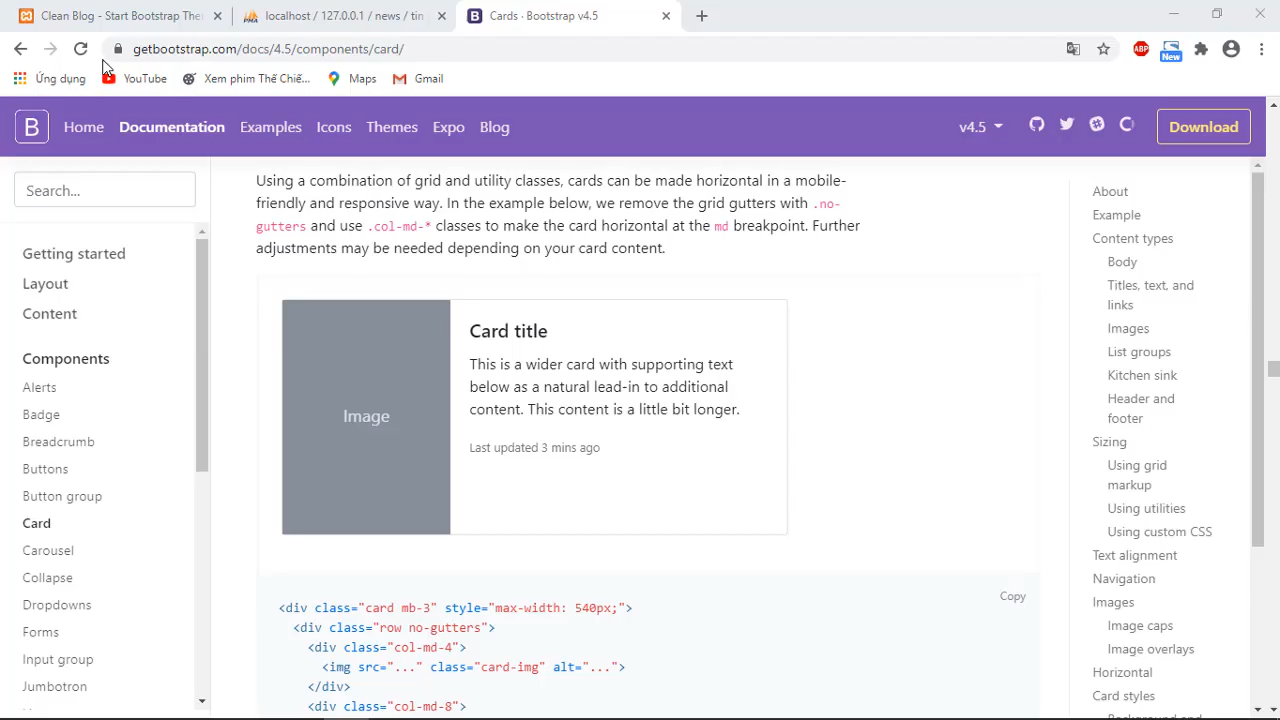 Clean Blog - Start Bootstrap The
localhost / 127.0.0.1 / news / tin
B
Cards · Bootstrap v4.5
getbootstrap.com/docs/4.5/components/card/
ABP
New
Ứng dụng
YouTube
Xem phim Thế Chiế...
Maps
Gmail
B
Home
Documentation
Examples
Icons
Themes
Expo
Blog
v4.5
Download
Search...
Getting started
Layout
Content
Components
Alerts
Badge
Breadcrumb
Buttons
Button group
Card
Carousel
Collapse
Dropdowns
Forms
Input group
Jumbotron
Using a combination of grid and utility classes, cards can be made horizontal in a mobile-
friendly and responsive way. In the example below, we remove the grid gutters with .no-
gutters and use .col-md-* classes to make the card horizontal at the md breakpoint. Further
adjustments may be needed depending on your card content.
Image
Card title
This is a wider card with supporting text
below as a natural lead-in to additional
content. This content is a little bit longer.
Last updated 3 mins ago
Copy
<div class="card mb-3" style="max-width: 540px;">
<div class="row no-gutters">
<div class="col-md-4">
<img src="..." class="card-img" alt="...">
</div>
<div class="col-md-8">
About
Example
Content types
Body
Titles, text, and
links
Images
List groups
Kitchen sink
Header and
footer
Sizing
Using grid
markup
Using utilities
Using custom CSS
Text alignment
Navigation
Images
Image caps
Image overlays
Horizontal
Card styles